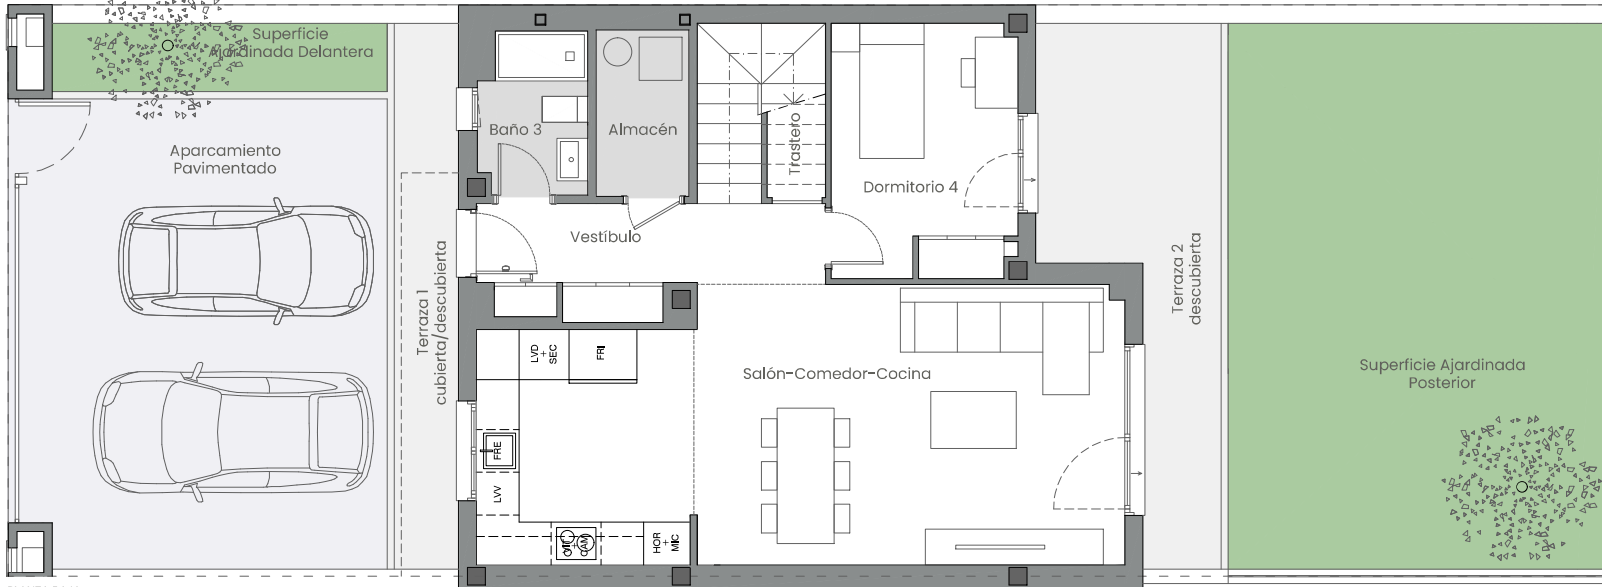 Superficie
Ajardinada Delantera
Aparcamiento
Pavimentado
Baño 3
Almacén
Trastero
Dormitorio 4
Vestíbulo
Terraza 1
cubierta/descubierta
Terraza 2
descubierta
LVD
+
SEC
FRI
Salón-Comedor-Cocina
Superficie Ajardinada
Posterior
FRE
LVV
HOR
+
MIC